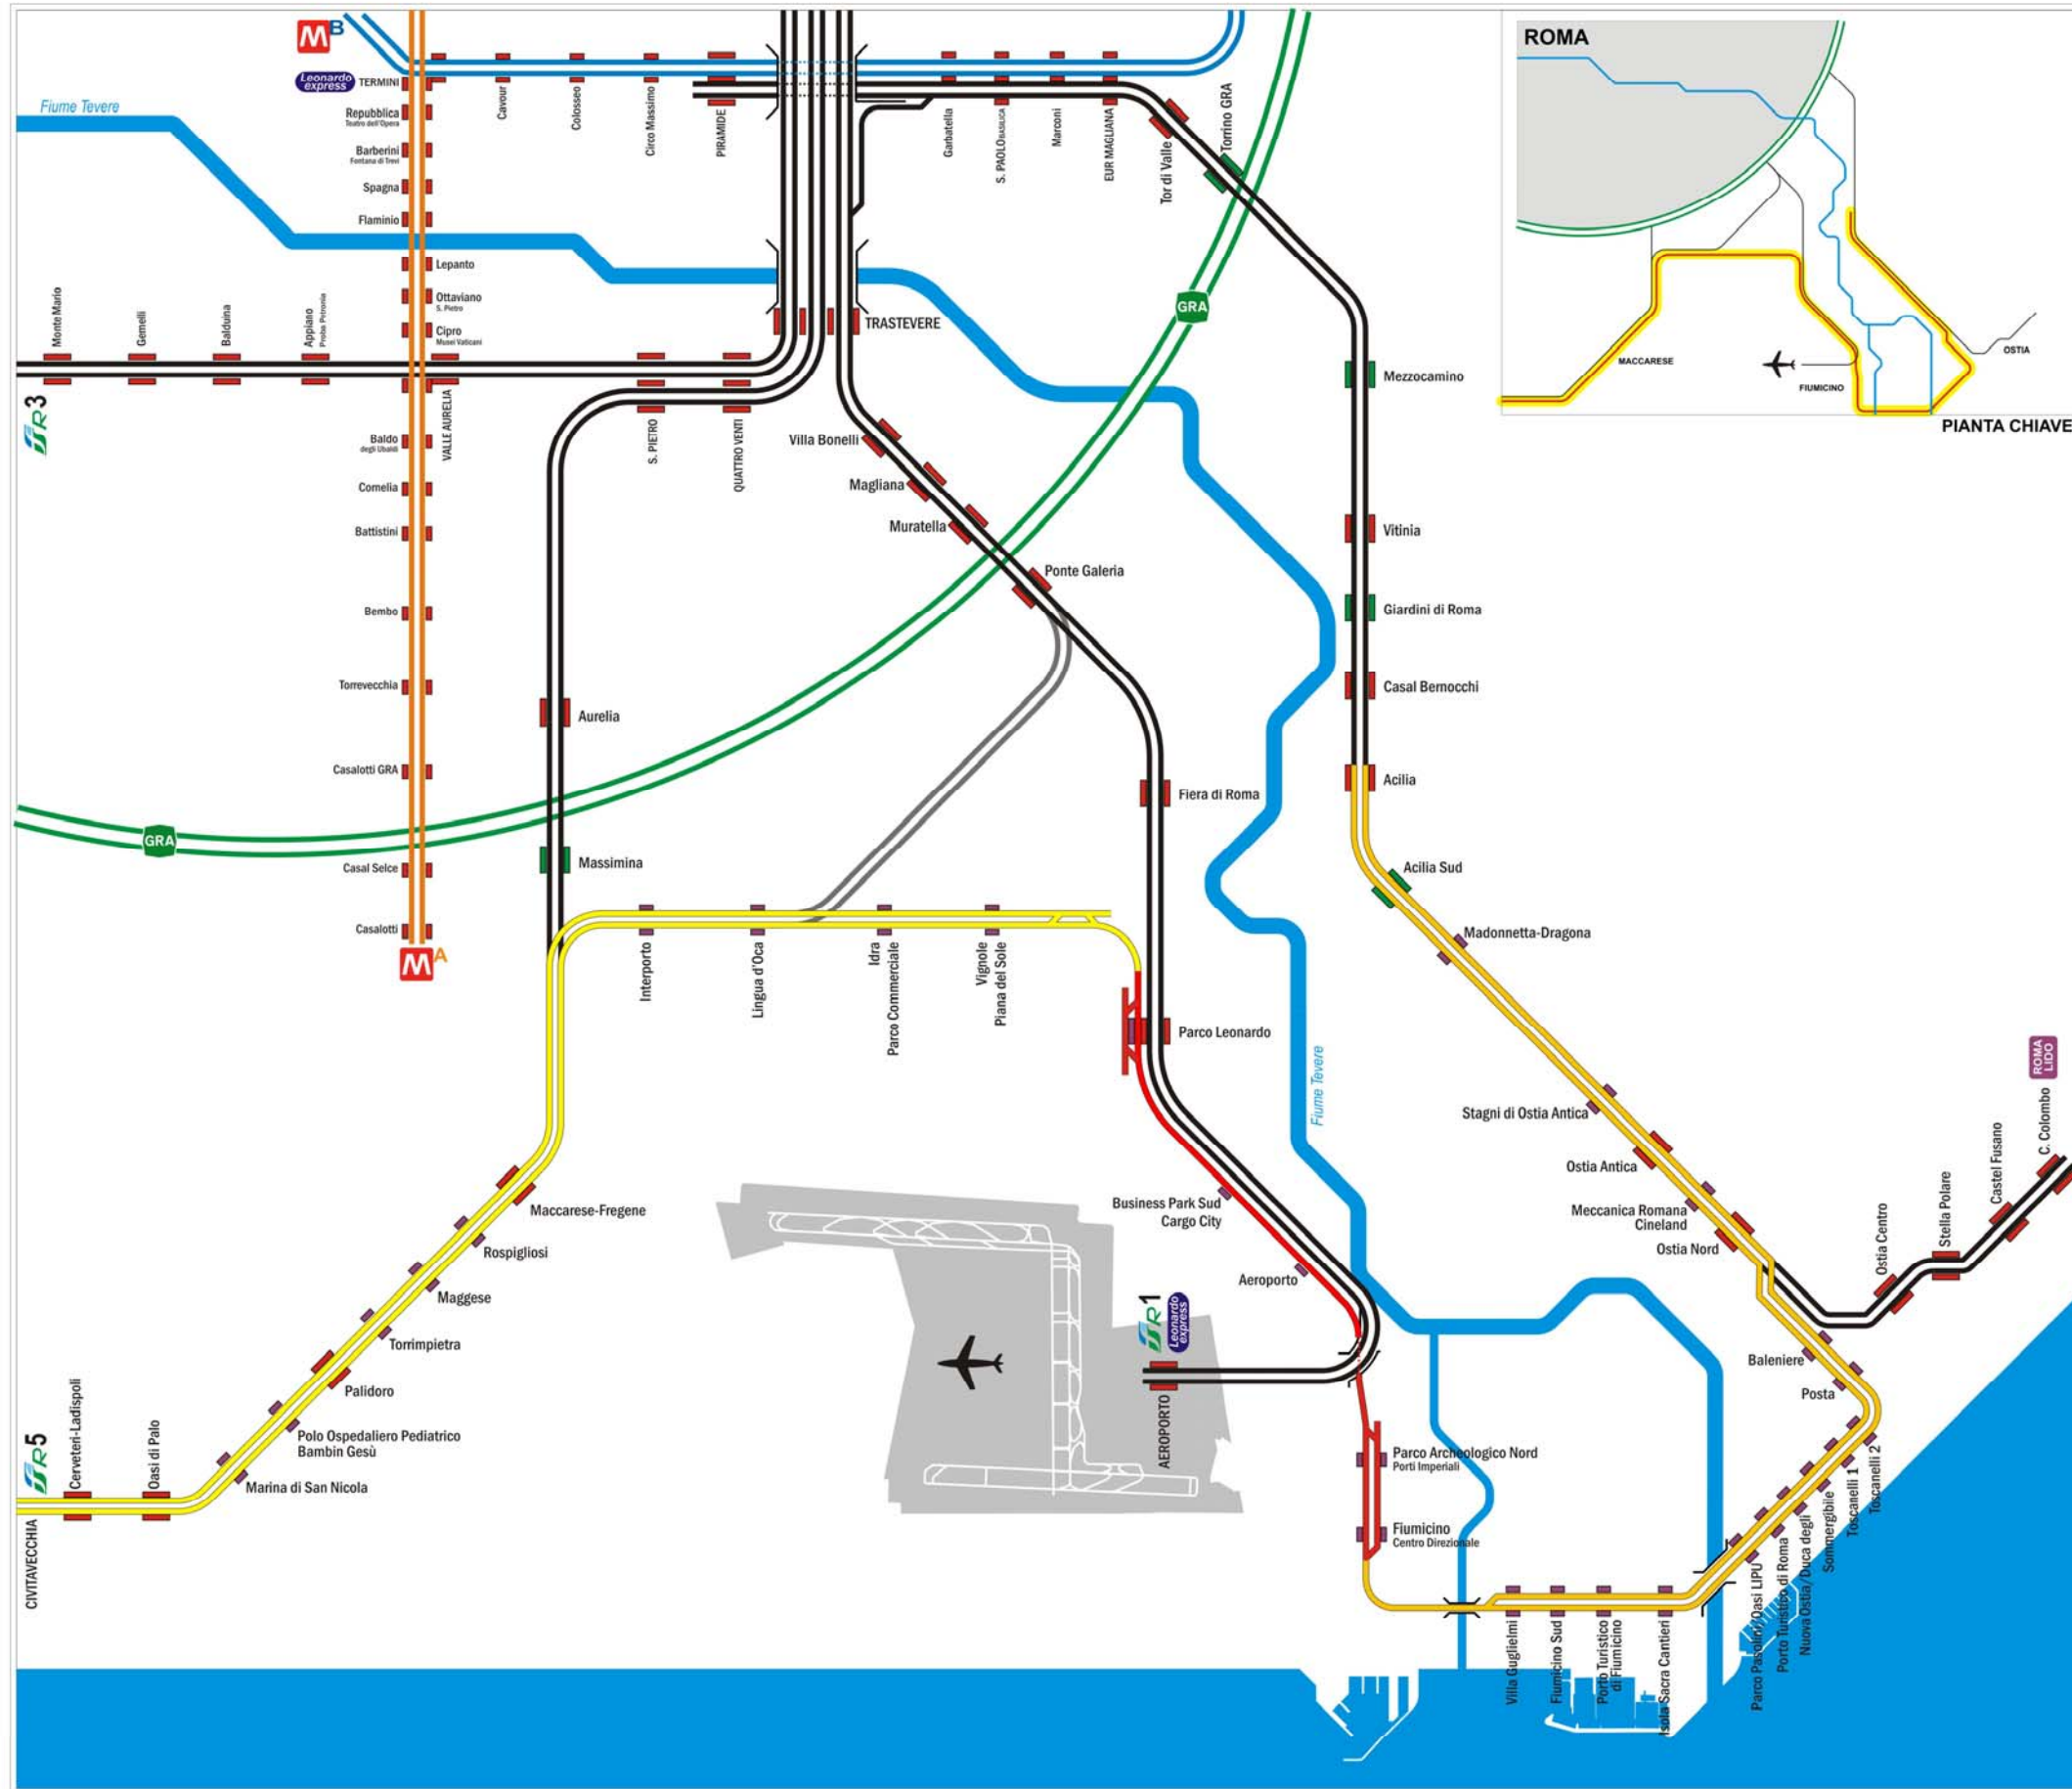 M B
Leonardo express
TERMINI
Repubblica
Teatro dell'Opera
Barberini
Fontana di Trevi
Spagna
Flaminio
Lepanto
Ottaviano
S. Pietro
Cipro
Musei Vaticani
VALLE AURELIA
Baldo
degli Ubaldi
Cornelia
Battistini
Bembo
Torrevecchia
Casalotti GRA
Casal Selce
Casalotti
M A
Fiume Tevere
Cavour
Colosseo
Circo Massimo
PIRAMIDE
Garbatella
S. PAOLO BASILICA
Marconi
EUR MAGLIANA
Tor di Valle
Torrino GRA
GRA
Mezzocamino
Vitinia
Giardini di Roma
Casal Bernocchi
Acilia
Acilia Sud
Madonnetta-Dragona
Stagni di Ostia Antica
Ostia Antica
Meccanica Romana
Cineland
Ostia Nord
Ostia Centro
Stella Polare
Castel Fusano
C. Colombo
ROMA
LIDO
Monte Mario
Gemelli
Balduina
Appiano
Proba Petronia
R3
S. PIETRO
QUATTRO VENTI
TRASTEVERE
Villa Bonelli
Magliana
Muratella
Ponte Galeria
Fiera di Roma
Parco Leonardo
Aurelia
Massimina
GRA
Interporto
Lingua d'Oca
Idra
Parco Commerciale
Vignole
Piana del Sole
Fiume Tevere
Business Park Sud
Cargo City
Aeroporto
R1
Leonardo express
AEROPORTO
Maccarese-Fregene
Rospigliosi
Maggese
Torrimpietra
Palidoro
Polo Ospedaliero Pediatrico
Bambin Gesù
Marina di San Nicola
Oasi di Palo
Cerveteri-Ladispoli
R5
CIVITAVECCHIA
Parco Archeologico Nord
Porti Imperiali
Fiumicino
Centro Direzionale
Villa Guglielmi
Fiumicino Sud
Porto Turistico
di Fiumicino
Isola Sacra Cantieri
Parco Pasolini/Oasi LIPU
Porto Turistico di Roma
Nuova Ostia/Duca degli
Sommergibile
Toscanelli 1
Toscanelli 2
Posta
Baleniere
ROMA
MACCARESE
FIUMICINO
OSTIA
PIANTA CHIAVE